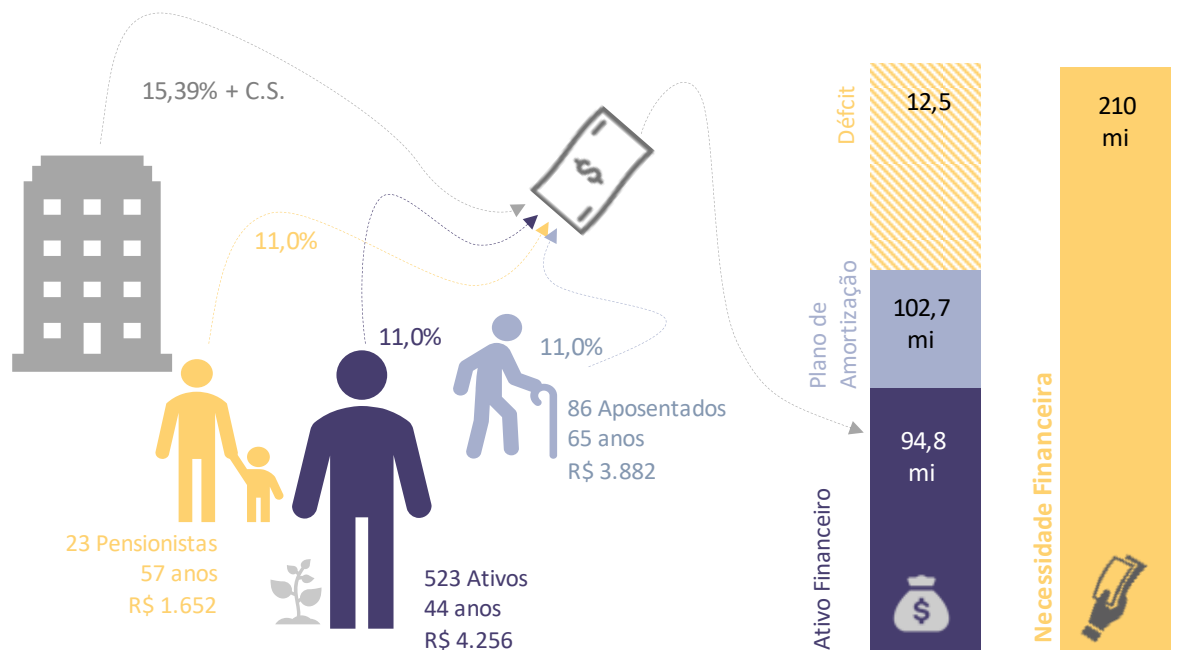 15,39% + C.S.
11,0%
11,0%
11,0%
23 Pensionistas
57 anos
R$ 1.652
523 Ativos
44 anos
R$ 4.256
86 Aposentados
65 anos
R$ 3.882
$
Défcit
12,5
Plano de
Amortização
102,7
mi
Ativo Financeiro
94,8
mi
$
Necessidade Financeira
210
mi